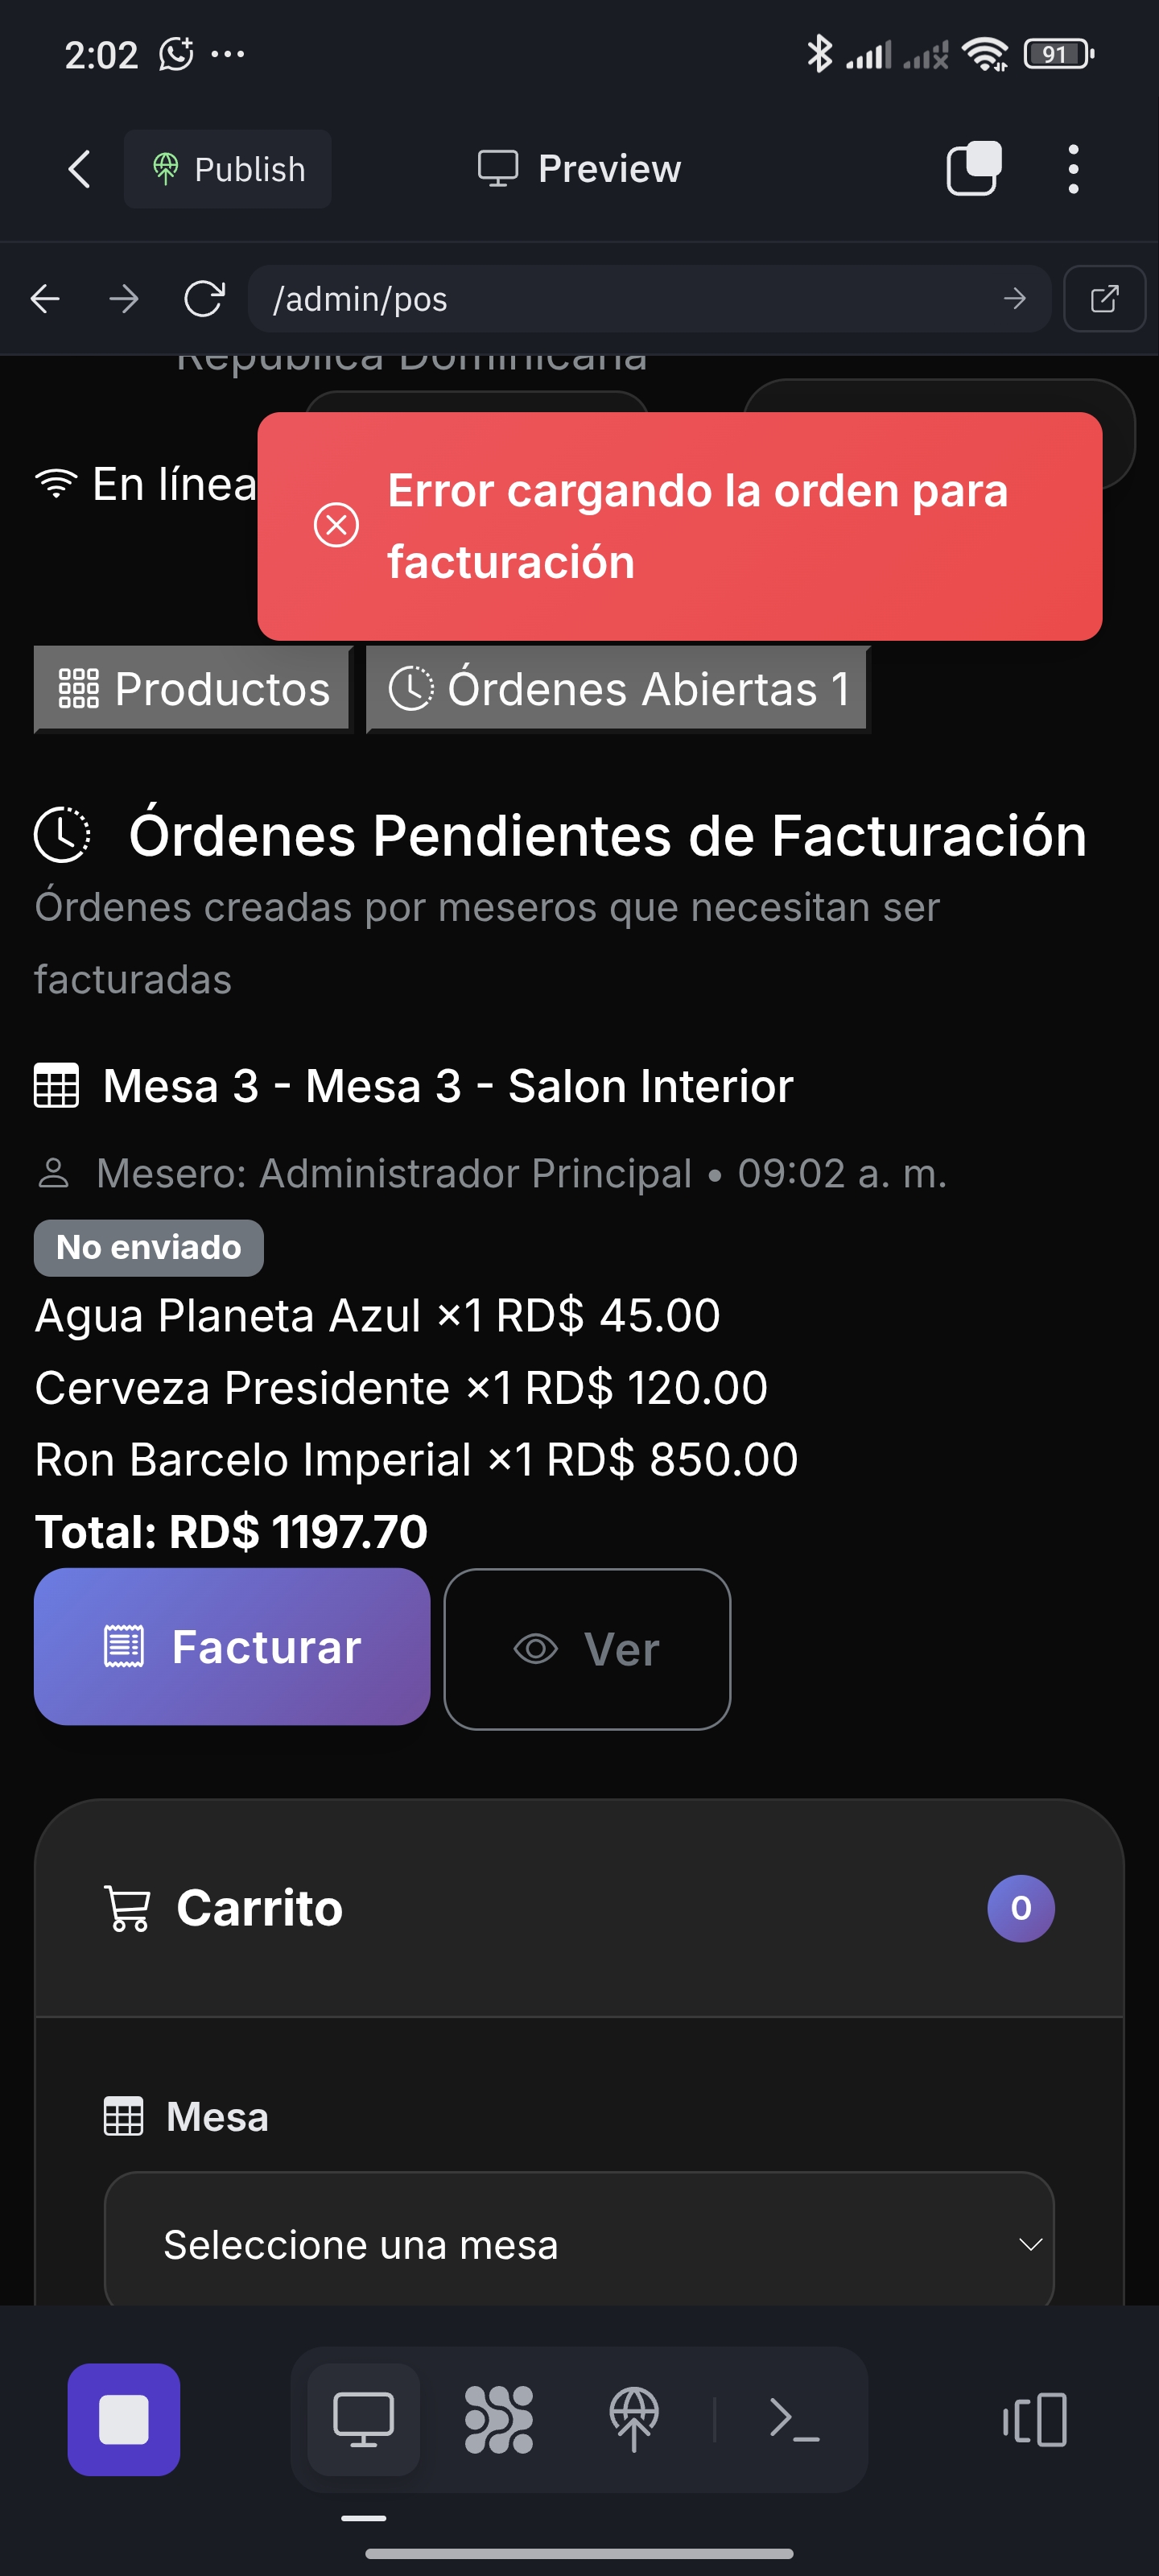 2:02
91
Publish
Preview
/admin/pos
República Dominicana
En línea
Error cargando la orden para
facturación
Productos
Órdenes Abiertas 1
Órdenes Pendientes de Facturación
Órdenes creadas por meseros que necesitan ser
facturadas
Mesa 3 - Mesa 3 - Salon Interior
Mesero: Administrador Principal • 09:02 a. m.
No enviado
Agua Planeta Azul ×1 RD$ 45.00
Cerveza Presidente ×1 RD$ 120.00
Ron Barcelo Imperial ×1 RD$ 850.00
Total: RD$ 1197.70
Facturar
Ver
Carrito
0
Mesa
Seleccione una mesa